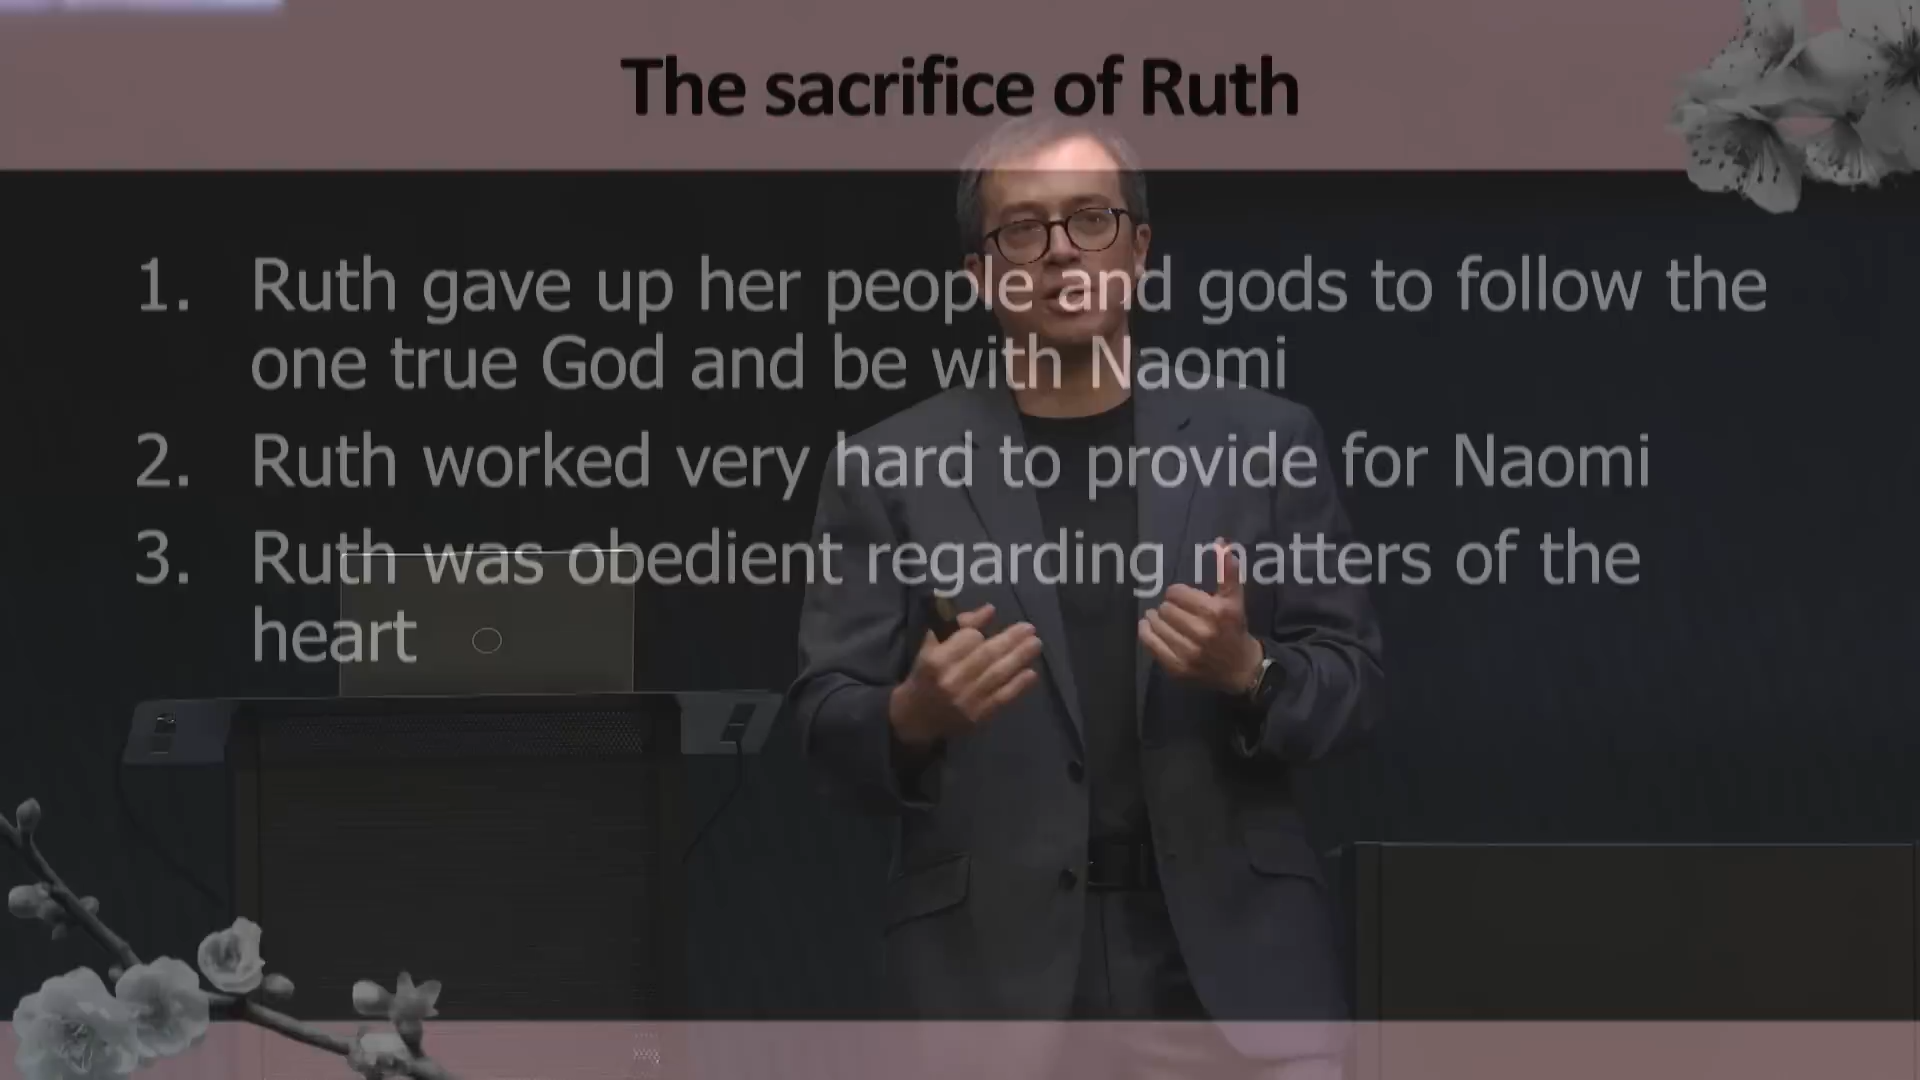 The sacrifice of Ruth
1. Ruth gave up her people and gods to follow the
one true God and be with Naomi
2. Ruth worked very hard to provide for Naomi
3. Ruth was obedient regarding matters of the
heart